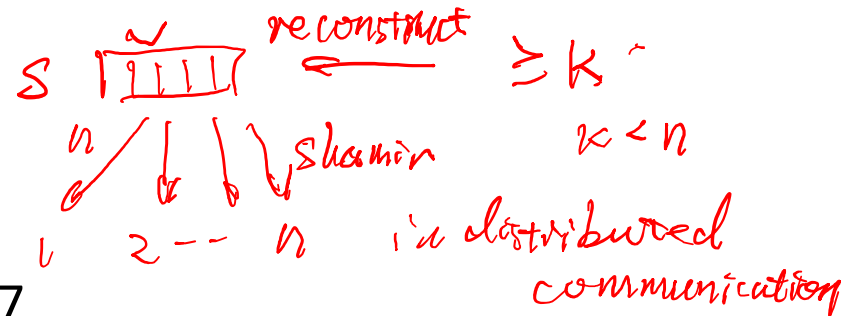 reconstruct
S ≥ k
n k < n
shamir
1 2 -- n in distributed
communication
7